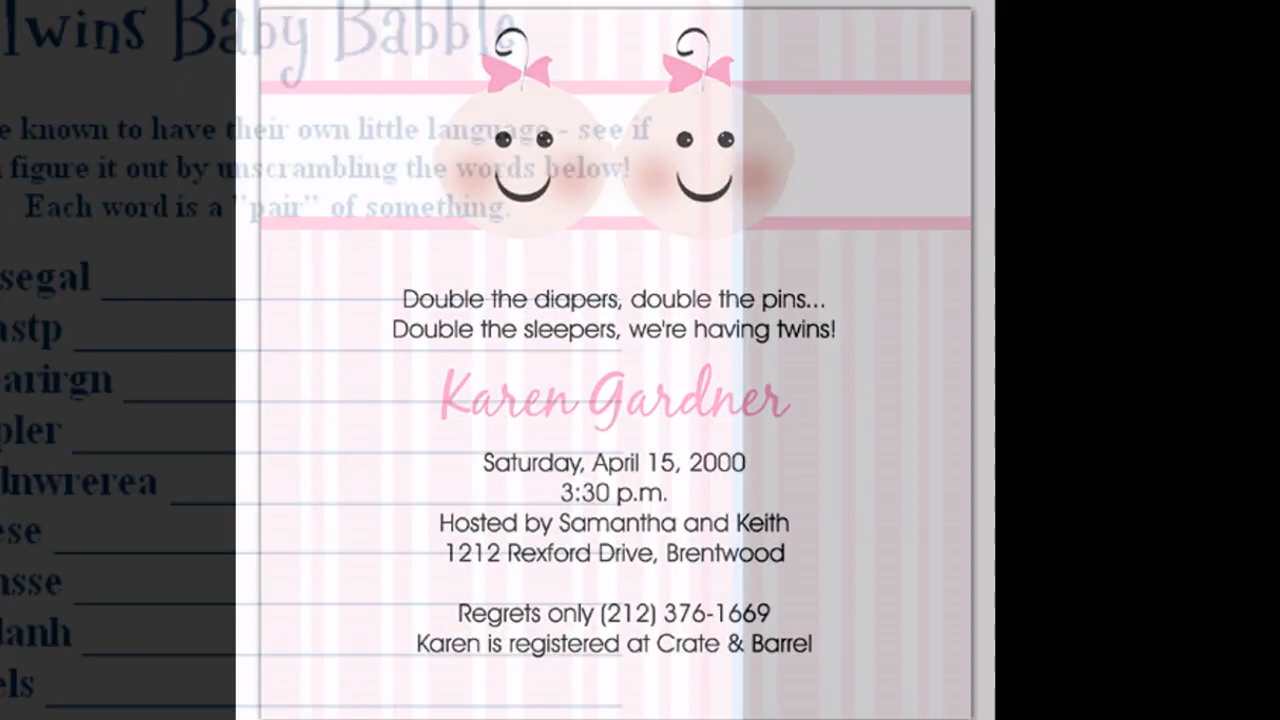 Twins Baby Babble
e known to have their own little language - see if
figure it out by unscrambling the words below!
Each word is a "pair" of something.
segal
astp
arirgn
pler
lnwrerea
ese
asse
lanh
els
Double the diapers, double the pins...
Double the sleepers, we're having twins!
Karen Gardner
Saturday, April 15, 2000
3:30 p.m.
Hosted by Samantha and Keith
1212 Rexford Drive, Brentwood
Regrets only (212) 376-1669
Karen is registered at Crate & Barrel